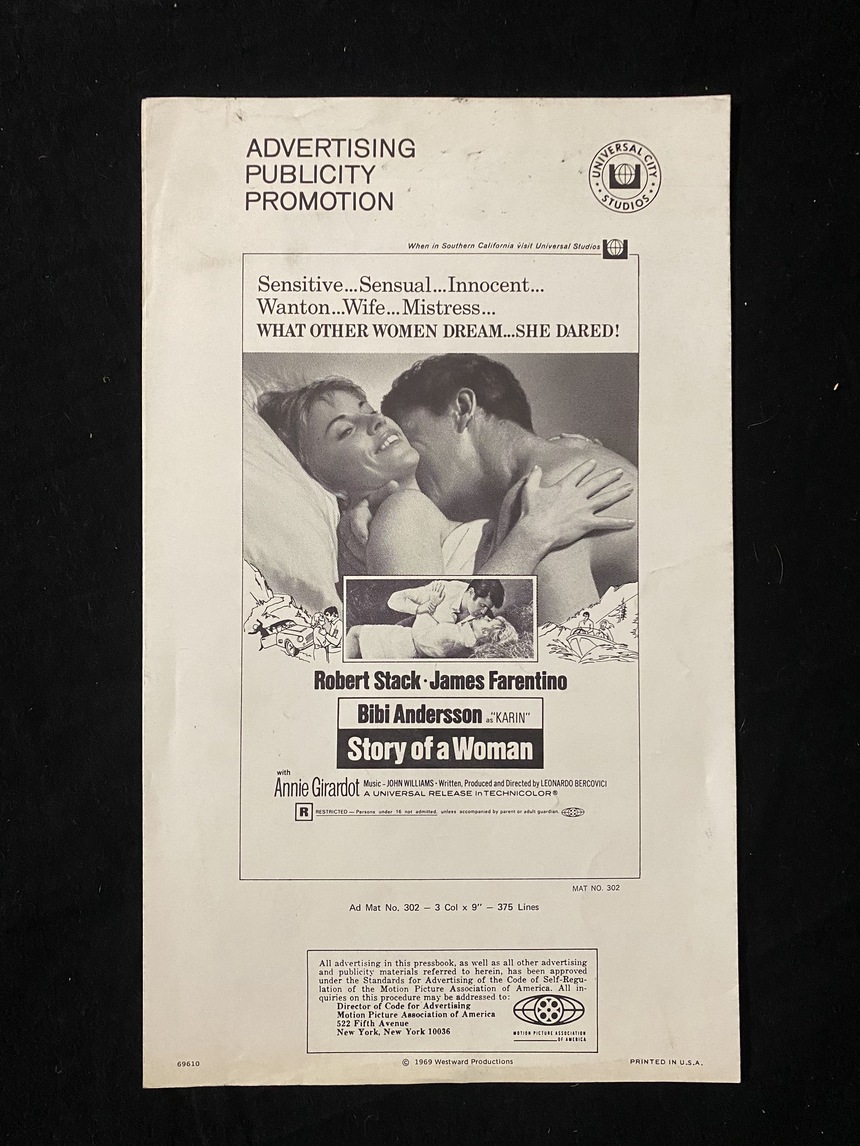 ADVERTISING
PUBLICITY
PROMOTION
UNIVERSAL CITY
STUDIOS
When in Southern California visit Universal Studios
Sensitive...Sensual...Innocent...
Wanton...Wife...Mistress...
WHAT OTHER WOMEN DREAM...SHE DARED!
Robert Stack · James Farentino
Bibi Andersson as "KARIN"
Story of a Woman
with
Annie Girardot Music - JOHN WILLIAMS · Written, Produced and Directed by LEONARDO BERCOVICI
A UNIVERSAL RELEASE in TECHNICOLOR®
R RESTRICTED — Persons under 16 not admitted, unless accompanied by parent or adult guardian.
MAT NO. 302
Ad Mat No. 302 — 3 Col x 9" — 375 Lines
All advertising in this pressbook, as well as all other advertising
and publicity materials referred to herein, has been approved
under the Standards for Advertising of the Code of Self-Regu-
lation of the Motion Picture Association of America. All in-
quiries on this procedure may be addressed to:
Director of Code for Advertising
Motion Picture Association of America
522 Fifth Avenue
New York, New York 10036
MOTION PICTURE ASSOCIATION
OF AMERICA
69610
© 1969 Westward Productions
PRINTED IN U.S.A.